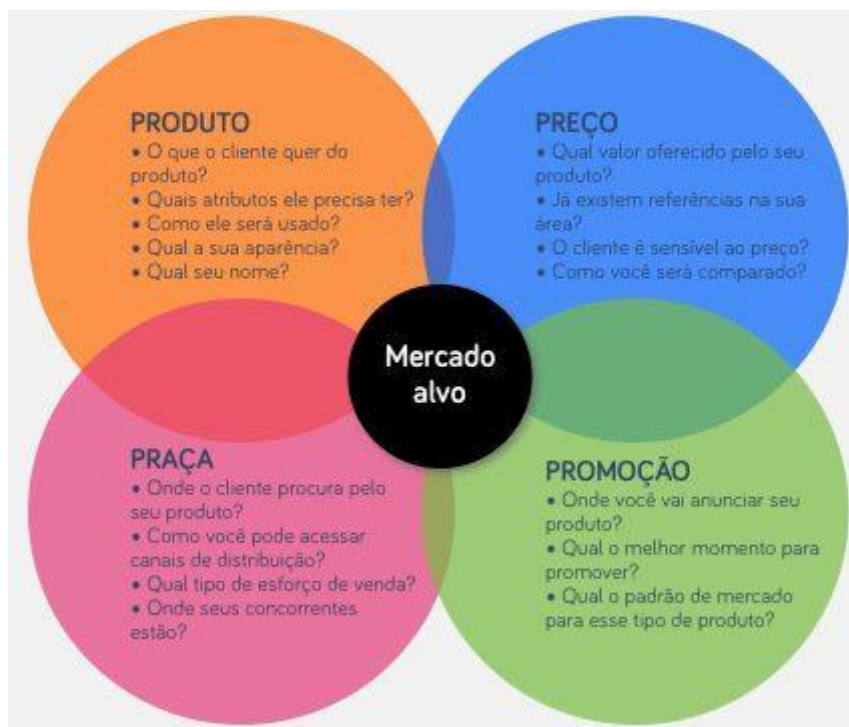 PRODUTO
• O que o cliente quer do
produto?
• Quais atributos ele precisa ter?
• Como ele será usado?
• Qual a sua aparência?
• Qual seu nome?
PREÇO
• Qual valor oferecido pelo seu
produto?
• Já existem referências na sua
área?
• O cliente é sensível ao preço?
• Como você será comparado?
Mercado
alvo
PRAÇA
• Onde o cliente procura pelo
seu produto?
• Como você pode acessar
canais de distribuição?
• Qual tipo de esforço de venda?
• Onde seus concorrentes
estão?
PROMOÇÃO
• Onde você vai anunciar seu
produto?
• Qual o melhor momento para
promover?
• Qual o padrão de mercado
para esse tipo de produto?